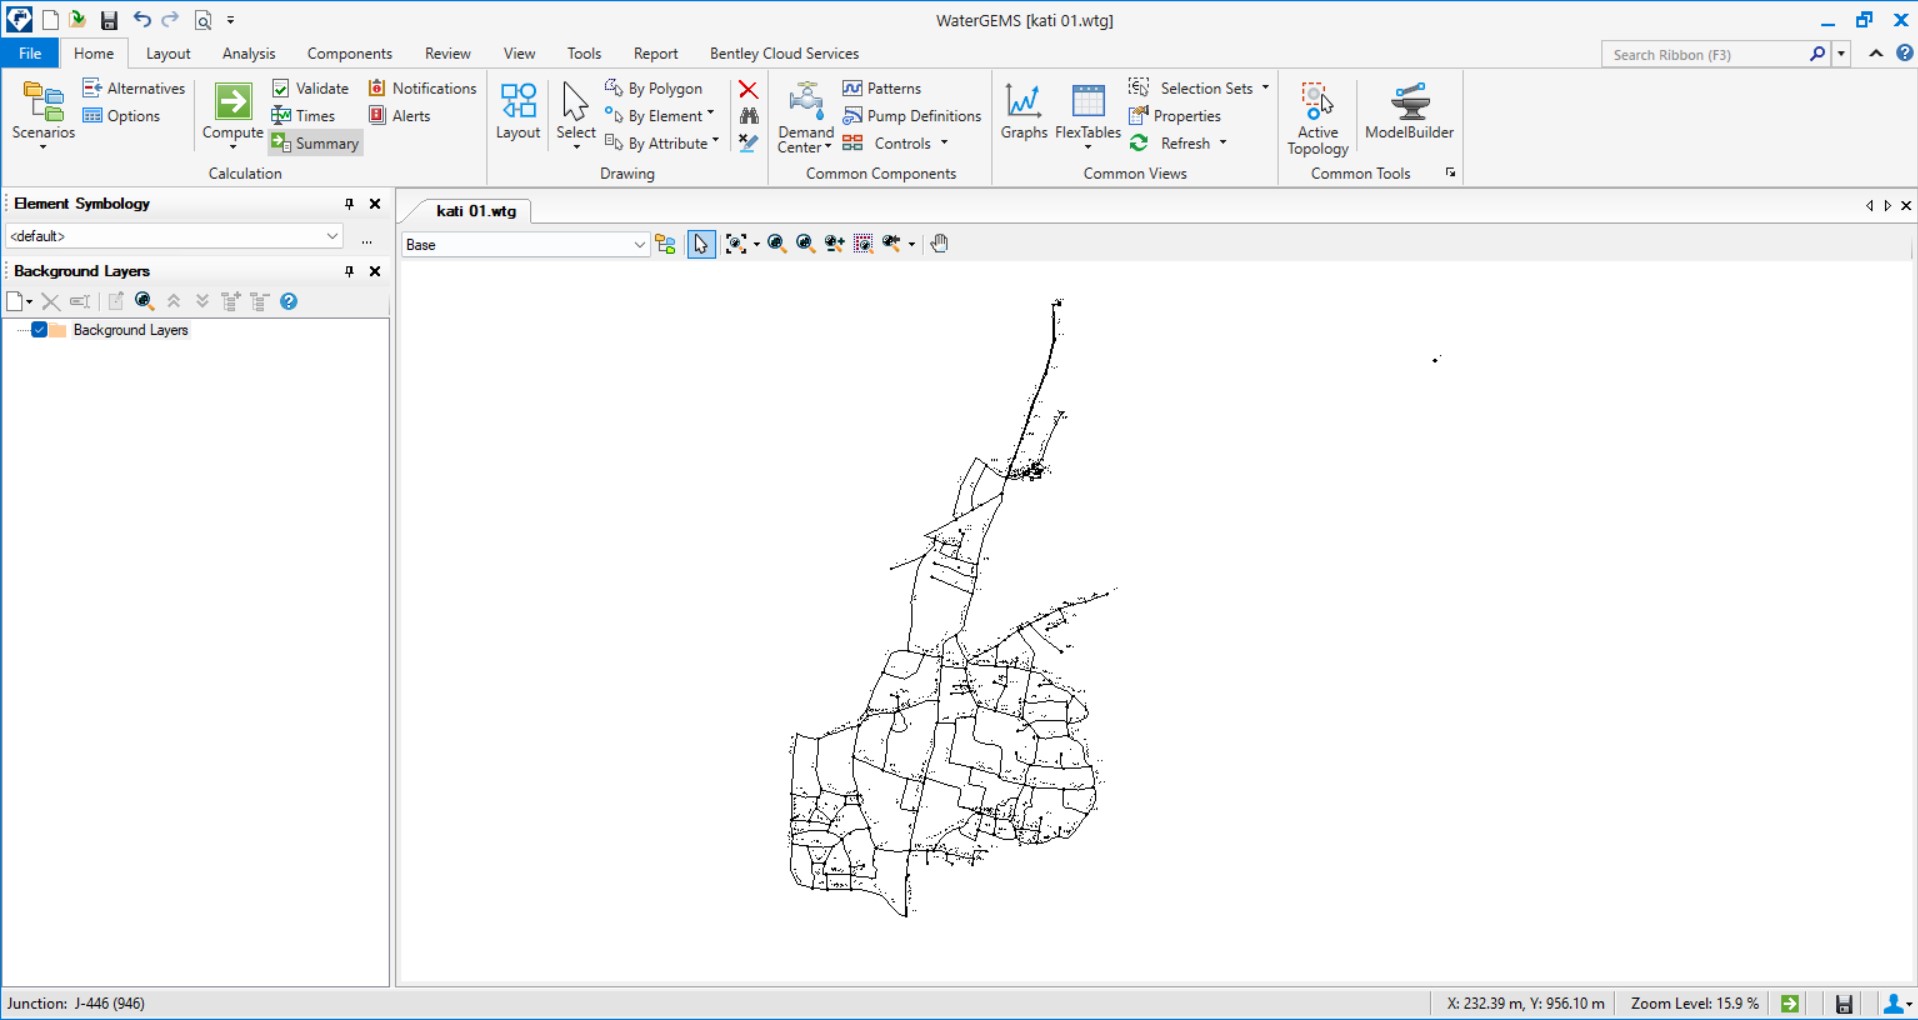 WaterGEMS [kati 01.wtg]
File Home Layout Analysis Components Review View Tools Report Bentley Cloud Services Search Ribbon (F3)
Scenarios
Alternatives
Options
Compute
Validate
Times
Summary
Notifications
Alerts
Calculation
Layout
Select
By Polygon
By Element
By Attribute
Drawing
Demand
Center
Patterns
Pump Definitions
Controls
Common Components
Graphs
FlexTables
Selection Sets
Properties
Refresh
Common Views
Active
Topology
ModelBuilder
Common Tools
Element Symbology
<default>
...
Background Layers
Background Layers
kati 01.wtg
Base
Junction: J-446 (946)
X: 232.39 m, Y: 956.10 m
Zoom Level: 15.9 %